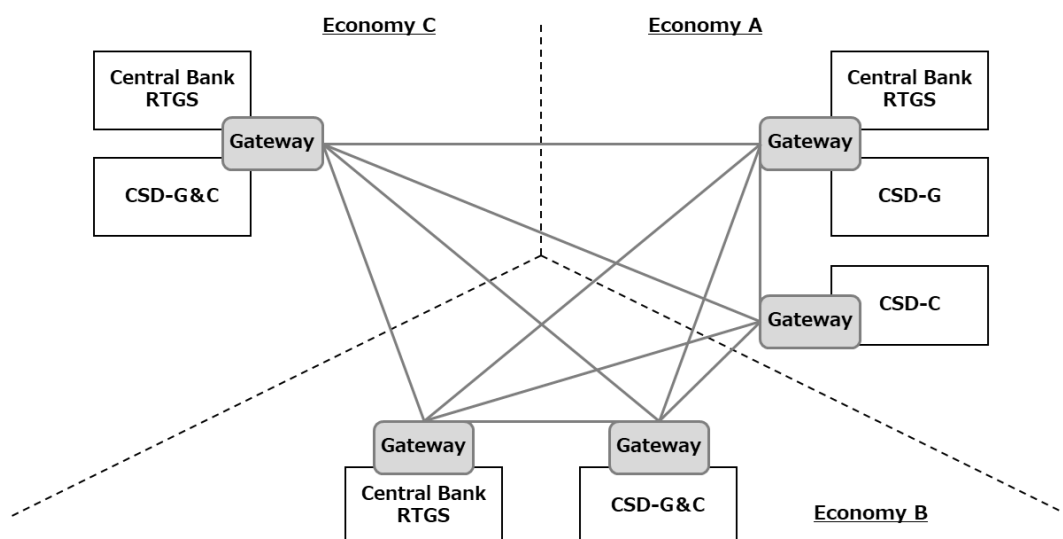 Economy C
Economy A
Central Bank
RTGS
Gateway
CSD-G&C
Central Bank
RTGS
Gateway
CSD-G
CSD-C
Gateway
Gateway
Central Bank
RTGS
Gateway
CSD-G&C
Economy B